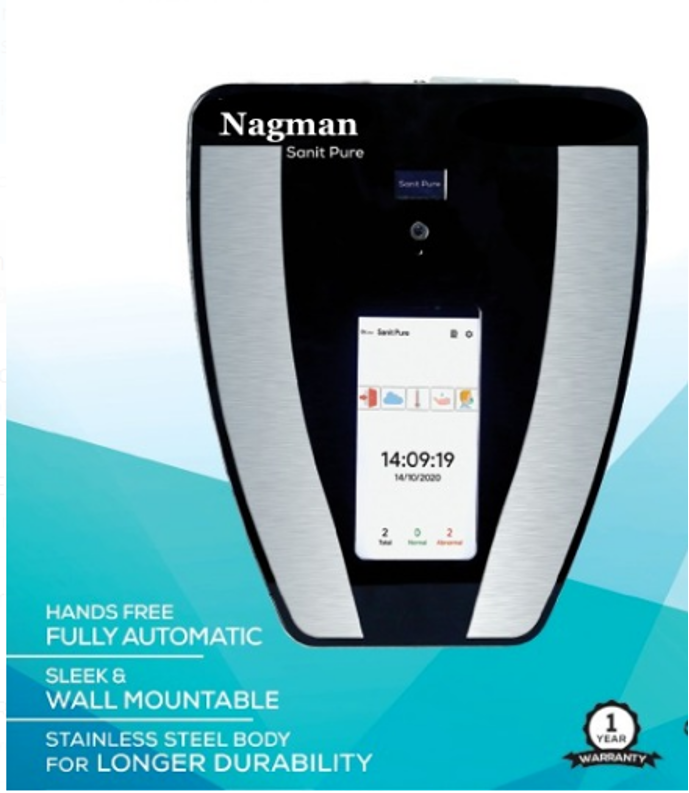 Nagman
Sanit Pure
Sanit Pure
Sanit Pure
14:09:19
14/10/2020
2 0 2
Total Normal Abnormal
HANDS FREE
FULLY AUTOMATIC
SLEEK &
WALL MOUNTABLE
STAINLESS STEEL BODY
FOR LONGER DURABILITY
1
YEAR
WARRANTY